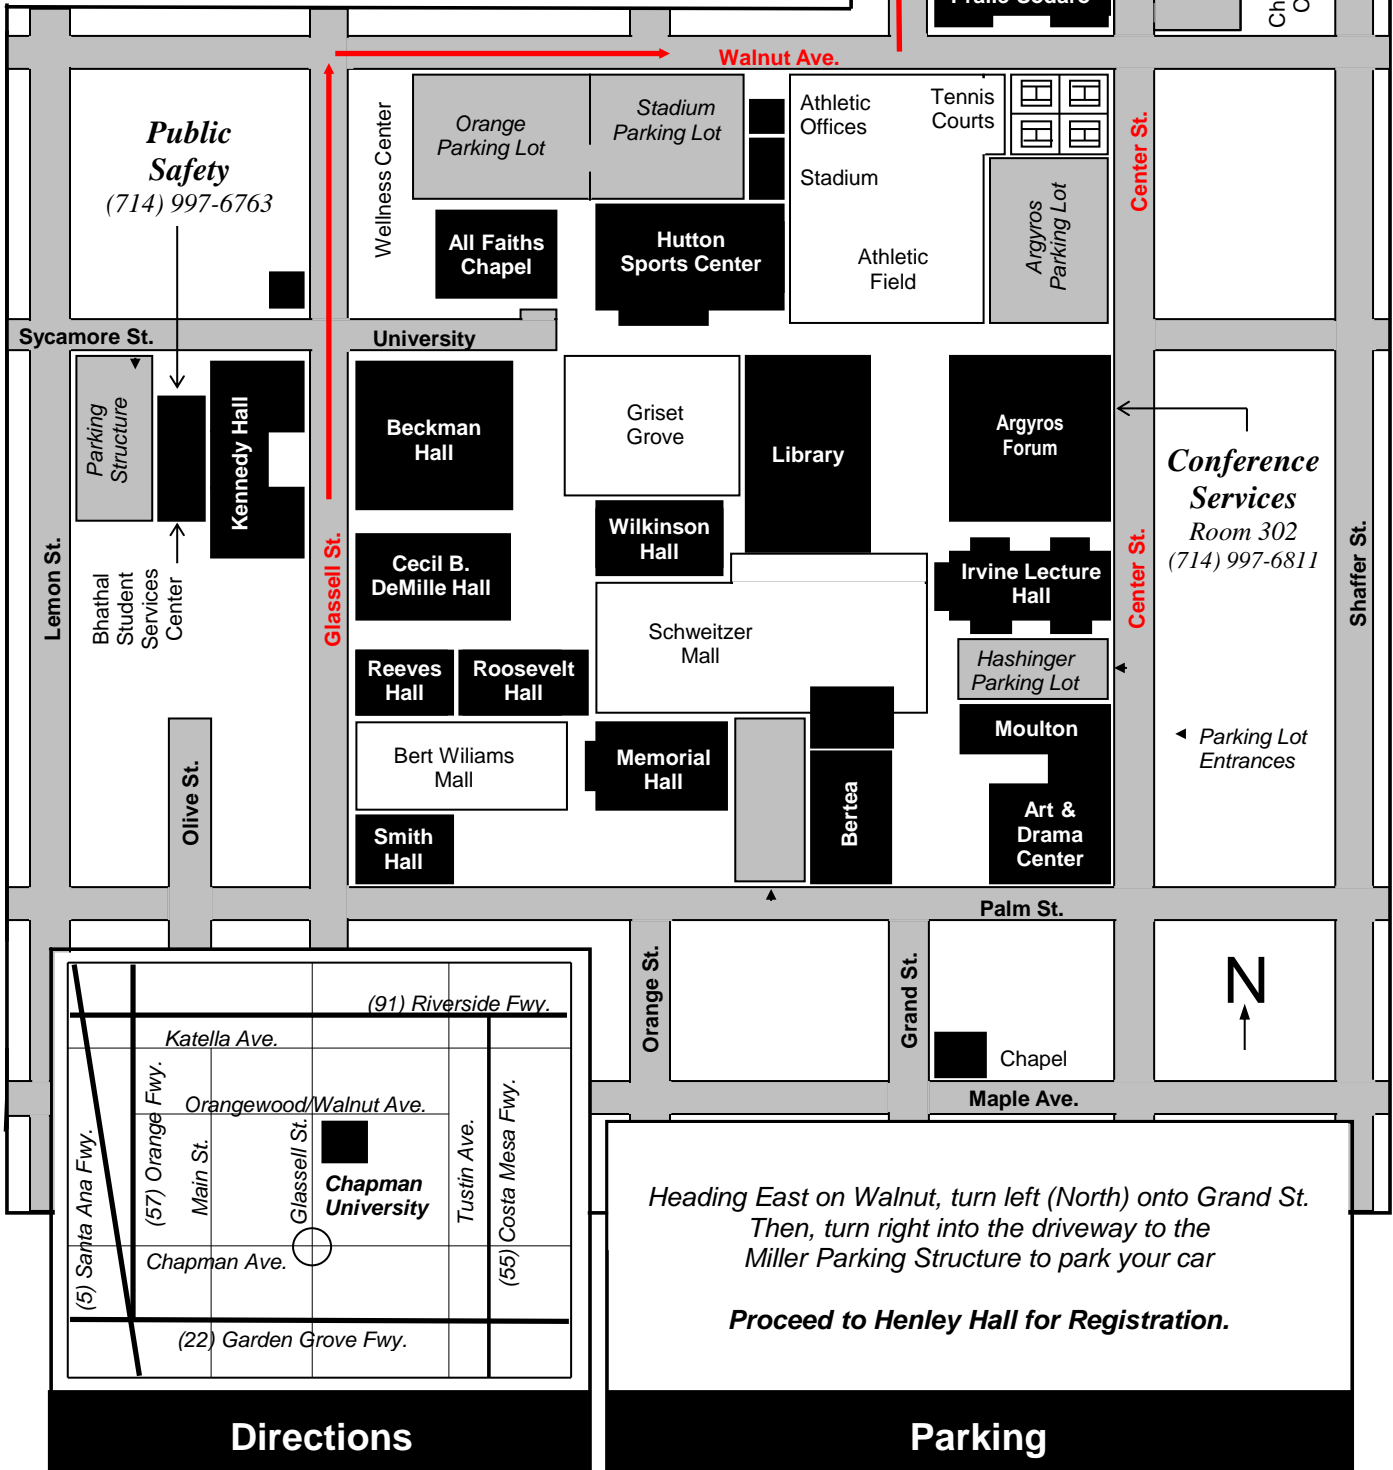 Walnut Ave.
Public
Safety
(714) 997-6763
Wellness Center
Orange
Parking Lot
Stadium
Parking Lot
Athletic
Offices
Tennis
Courts
Stadium
Center St.
Argyros
Parking Lot
All Faiths
Chapel
Hutton
Sports Center
Athletic
Field
Sycamore St.
University
Parking
Structure
Kennedy Hall
Beckman
Hall
Griset
Grove
Library
Argyros
Forum
Conference
Services
Room 302
(714) 997-6811
Wilkinson
Hall
Lemon St.
Bhathal
Student
Services
Center
Glassell St.
Cecil B.
DeMille Hall
Irvine Lecture
Hall
Center St.
Shaffer St.
Schweitzer
Mall
Reeves
Hall
Roosevelt
Hall
Hashinger
Parking Lot
Moulton
Parking Lot
Entrances
Olive St.
Bert Wiliams
Mall
Memorial
Hall
Bertea
Art &
Drama
Center
Smith
Hall
Palm St.
Orange St.
Grand St.
N
Chapel
Maple Ave.
(91) Riverside Fwy.
Katella Ave.
Orangewood/Walnut Ave.
(5) Santa Ana Fwy.
(57) Orange Fwy.
Main St.
Glassell St.
Chapman
University
Tustin Ave.
(55) Costa Mesa Fwy.
Chapman Ave.
(22) Garden Grove Fwy.
Directions
Heading East on Walnut, turn left (North) onto Grand St.
Then, turn right into the driveway to the
Miller Parking Structure to park your car
Proceed to Henley Hall for Registration.
Parking